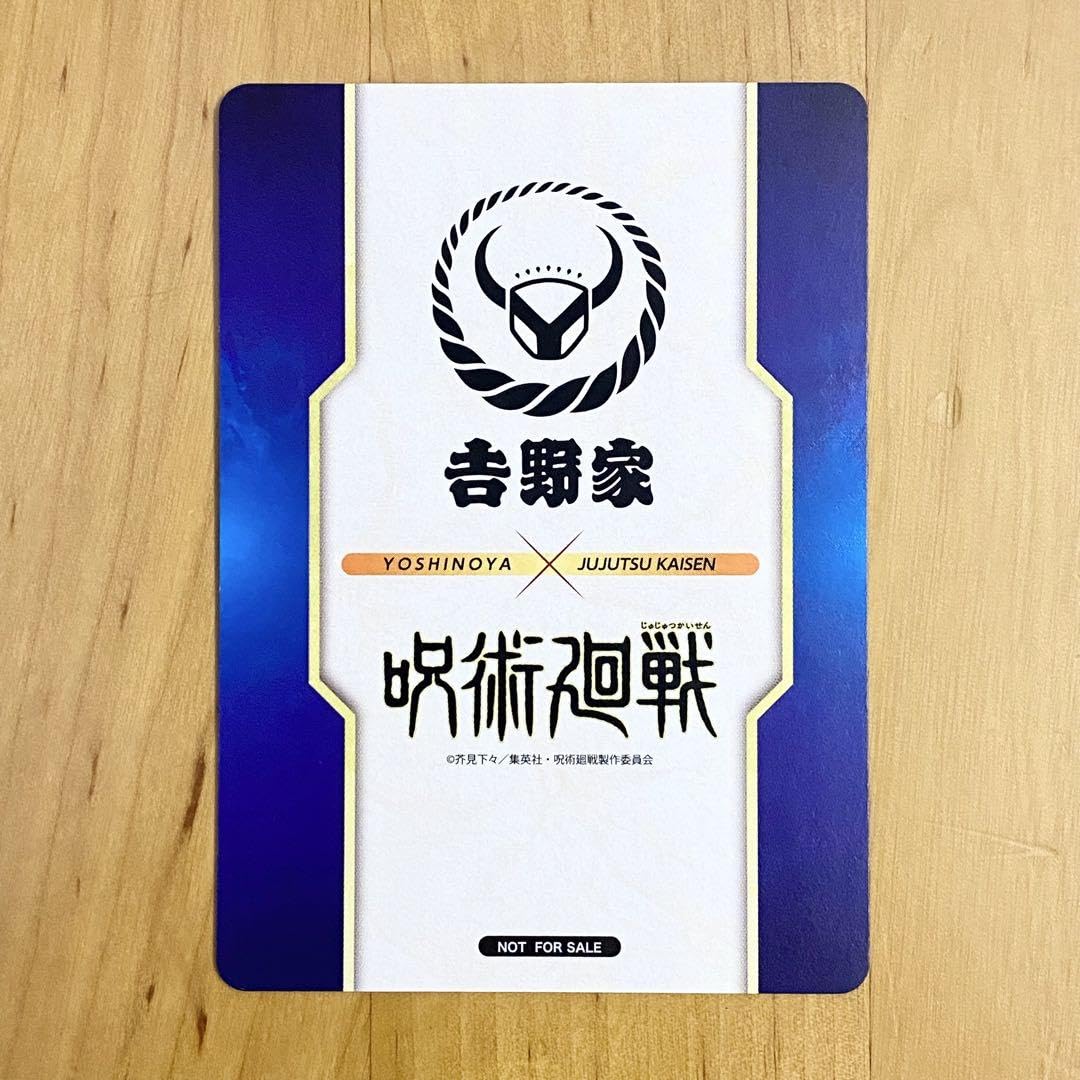 𠮷野家
YOSHINOYA × JUJUTSU KAISEN
じゅじゅつかいせん
呪術廻戦
©芥見下々／集英社・呪術廻戦製作委員会
NOT FOR SALE